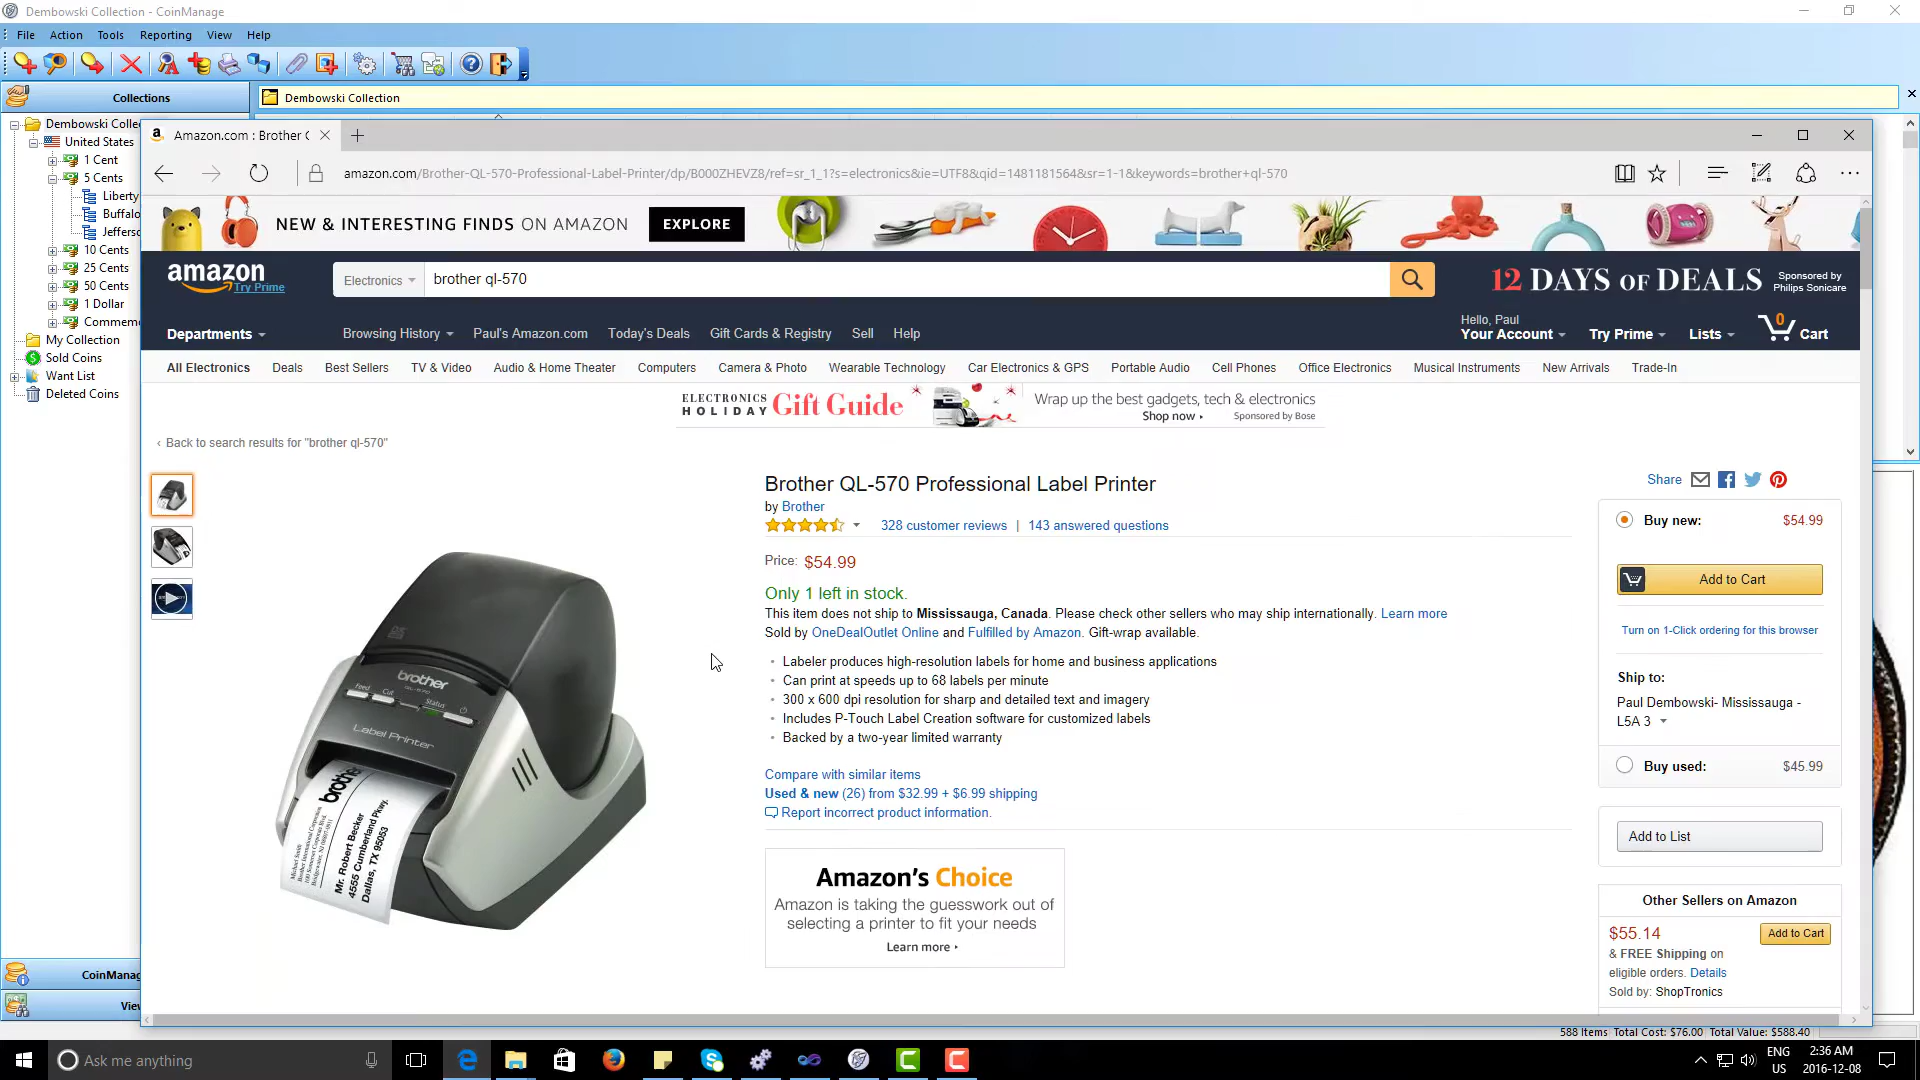 Dembowski Collection - CoinManage
File Action Tools Reporting View Help
Collections
Dembowski Collection
Dembowski Colle
United States
1 Cent
5 Cents
Liberty
Buffalo
Jefferso
10 Cents
25 Cents
50 Cents
1 Dollar
Commem
My Collection
Sold Coins
Want List
Deleted Coins
CoinManag
View
Amazon.com : Brother C
amazon.com/Brother-QL-570-Professional-Label-Printer/dp/B000ZHEVZ8/ref=sr_1_1?s=electronics&ie=UTF8&qid=1481181564&sr=1-1&keywords=brother+ql-570
NEW & INTERESTING FINDS ON AMAZON EXPLORE
amazon
Try Prime
Electronics
brother ql-570
12 DAYS OF DEALS
Sponsored by
Philips Sonicare
Departments
Browsing History Paul's Amazon.com Today's Deals Gift Cards & Registry Sell Help
Hello, Paul
Your Account
Try Prime
Lists
0
Cart
All Electronics Deals Best Sellers TV & Video Audio & Home Theater Computers Camera & Photo Wearable Technology Car Electronics & GPS Portable Audio Cell Phones Office Electronics Musical Instruments New Arrivals Trade-In
ELECTRONICS
HOLIDAY Gift Guide
Wrap up the best gadgets, tech & electronics
Shop now
Sponsored by Bose
‹ Back to search results for "brother ql-570"
Brother QL-570 Professional Label Printer
by Brother
328 customer reviews | 143 answered questions
Price: $54.99
Only 1 left in stock.
This item does not ship to Mississauga, Canada. Please check other sellers who may ship internationally. Learn more
Sold by OneDealOutlet Online and Fulfilled by Amazon. Gift-wrap available.
• Labeler produces high-resolution labels for home and business applications
• Can print at speeds up to 68 labels per minute
• 300 x 600 dpi resolution for sharp and detailed text and imagery
• Includes P-Touch Label Creation software for customized labels
• Backed by a two-year limited warranty
Compare with similar items
Used & new (26) from $32.99 + $6.99 shipping
Report incorrect product information.
Amazon's Choice
Amazon is taking the guesswork out of
selecting a printer to fit your needs
Learn more
brother
QL-570
Feed
Cut
Status
Label Printer
brother
Mr. Robert Becker
4555 Cumberland Pkwy.
Dallas, TX 95053
Share
Buy new: $54.99
Add to Cart
Turn on 1-Click ordering for this browser
Ship to:
Paul Dembowski- Mississauga -
L5A 3
Buy used: $45.99
Add to List
Other Sellers on Amazon
$55.14
Add to Cart
& FREE Shipping on
eligible orders. Details
Sold by: ShopTronics
588 Items Total Cost: $76.00 Total Value: $588.40
Ask me anything
ENG
US
2:36 AM
2016-12-08